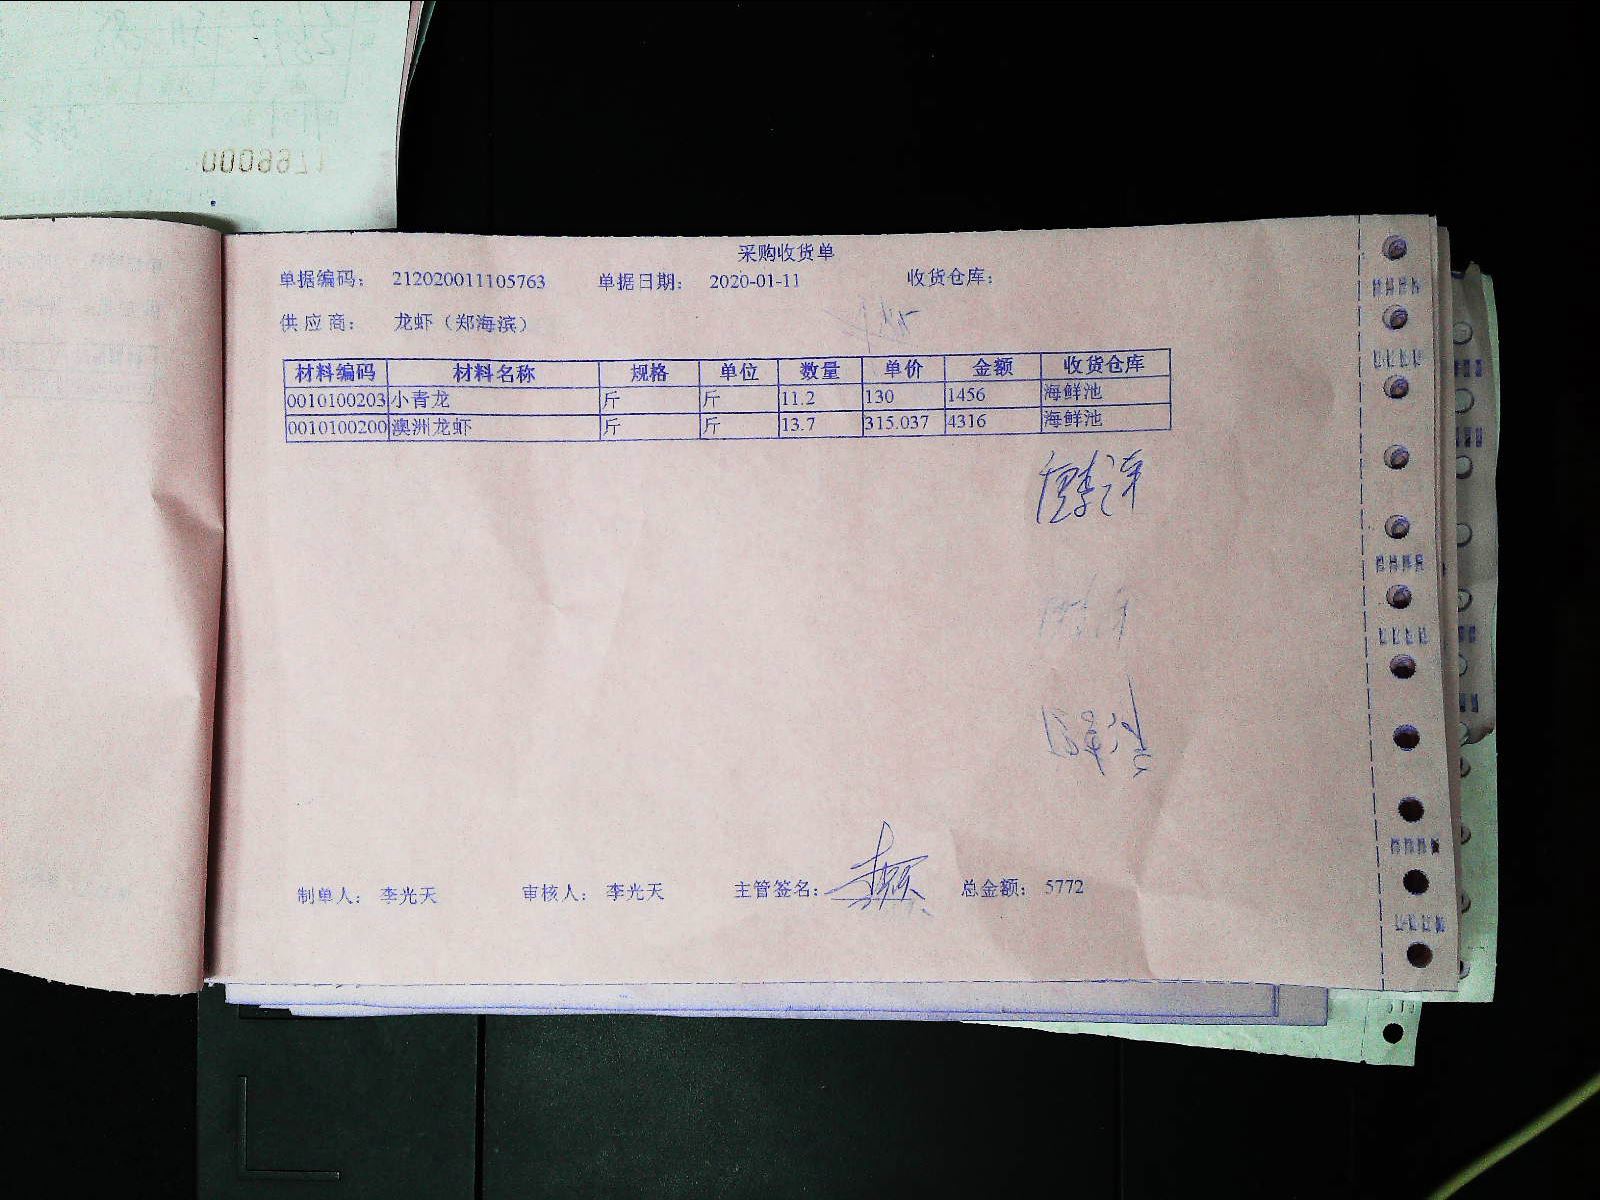 采购收货单
单据编码： 212020011105763 单据日期： 2020-01-11 收货仓库：
供应商： 龙虾（郑海滨）
材料编码 材料名称 规格 单位 数量 单价 金额 收货仓库
0010100203 小青龙 斤 斤 11.2 130 1456 海鲜池
0010100200 澳洲龙虾 斤 斤 13.7 315.037 4316 海鲜池
制单人： 李光天 审核人： 李光天 主管签名： 总金额： 5772